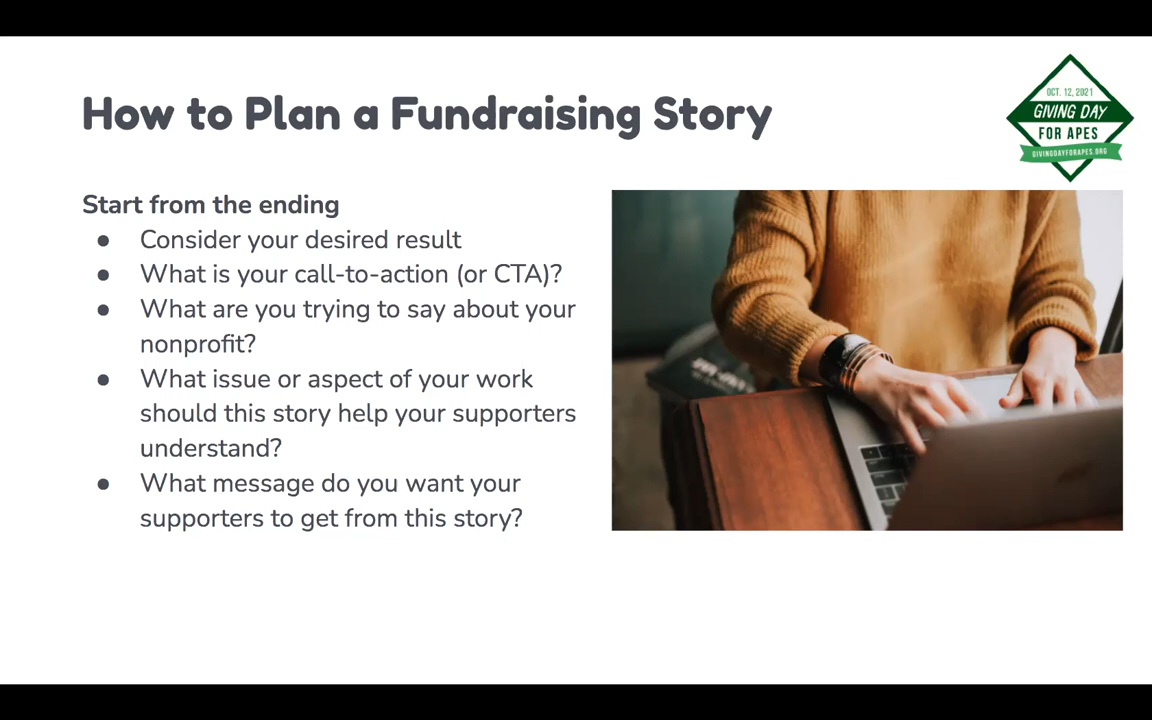 How to Plan a Fundraising Story
OCT. 12, 2021
GIVING DAY
FOR APES
GIVINGDAYFORAPES.ORG
Start from the ending
● Consider your desired result
● What is your call-to-action (or CTA)?
● What are you trying to say about your
nonprofit?
● What issue or aspect of your work
should this story help your supporters
understand?
● What message do you want your
supporters to get from this story?